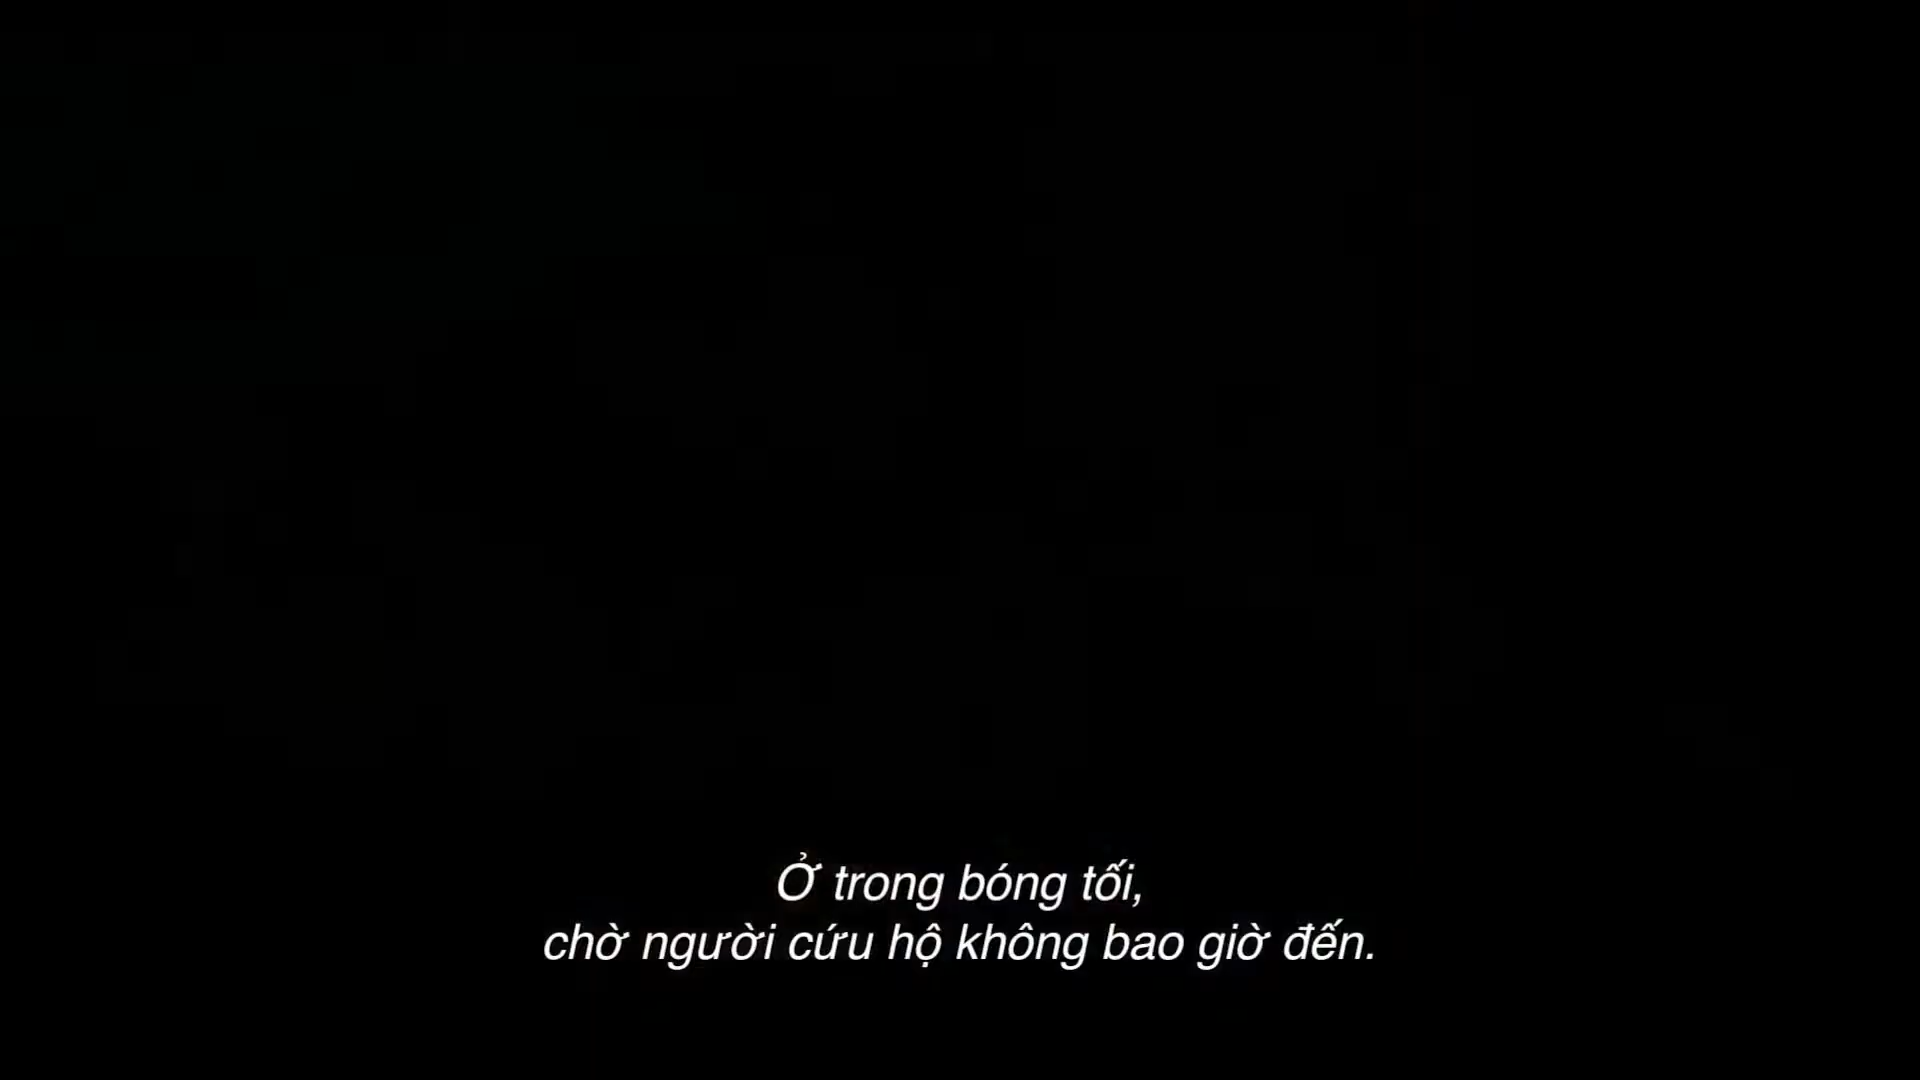 Ở trong bóng tối,
chờ người cứu hộ không bao giờ đến.